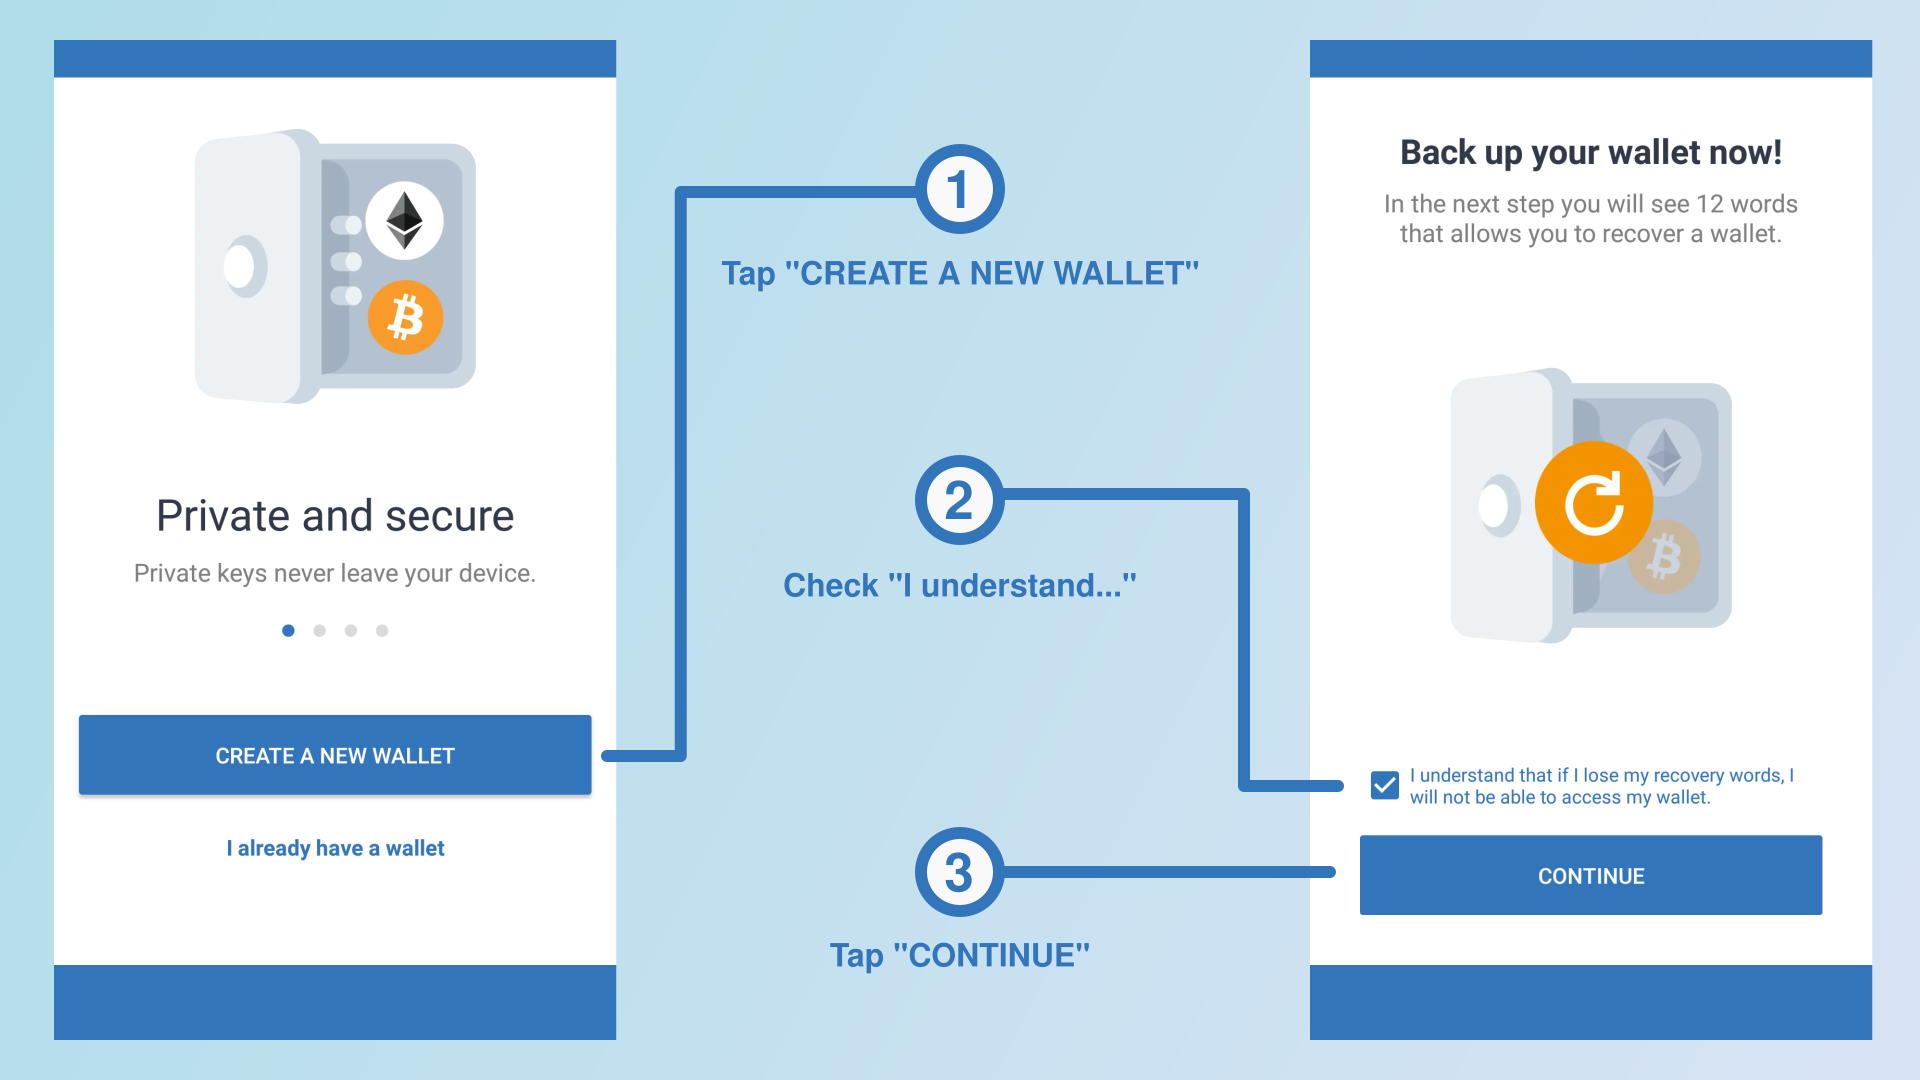 Private and secure
Private keys never leave your device.
CREATE A NEW WALLET
I already have a wallet
1
Tap "CREATE A NEW WALLET"
2
Check "I understand..."
3
Tap "CONTINUE"
Back up your wallet now!
In the next step you will see 12 words
that allows you to recover a wallet.
I understand that if I lose my recovery words, I
will not be able to access my wallet.
CONTINUE